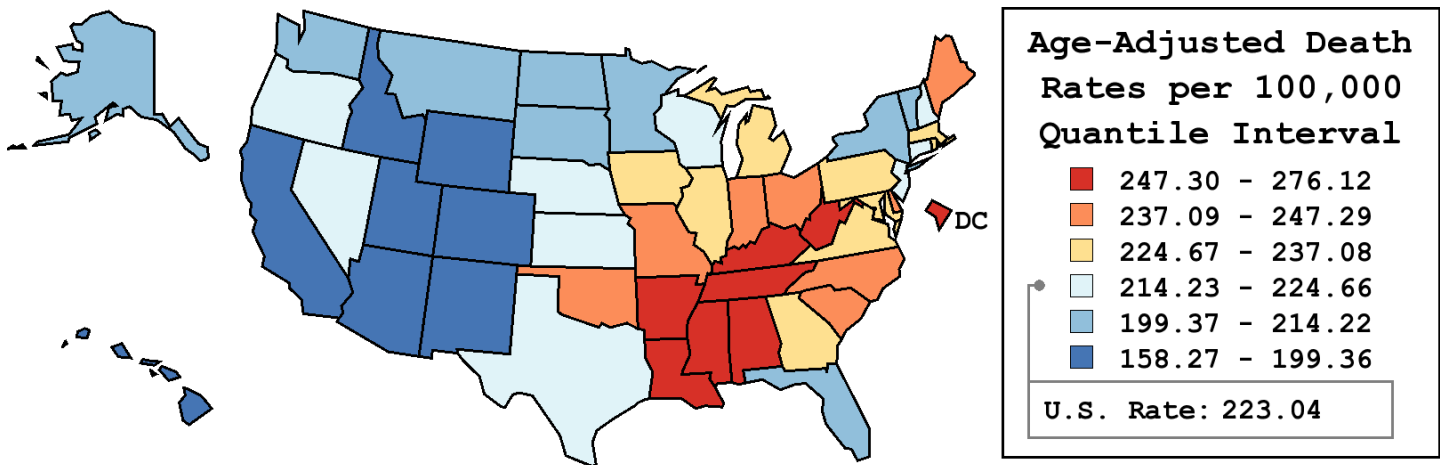 Age-Adjusted Death
Rates per 100,000
Quantile Interval
247.30 - 276.12
237.09 - 247.29
224.67 - 237.08
214.23 - 224.66
199.37 - 214.22
158.27 - 199.36
U.S. Rate: 223.04
DC